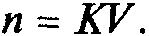 n = KV.